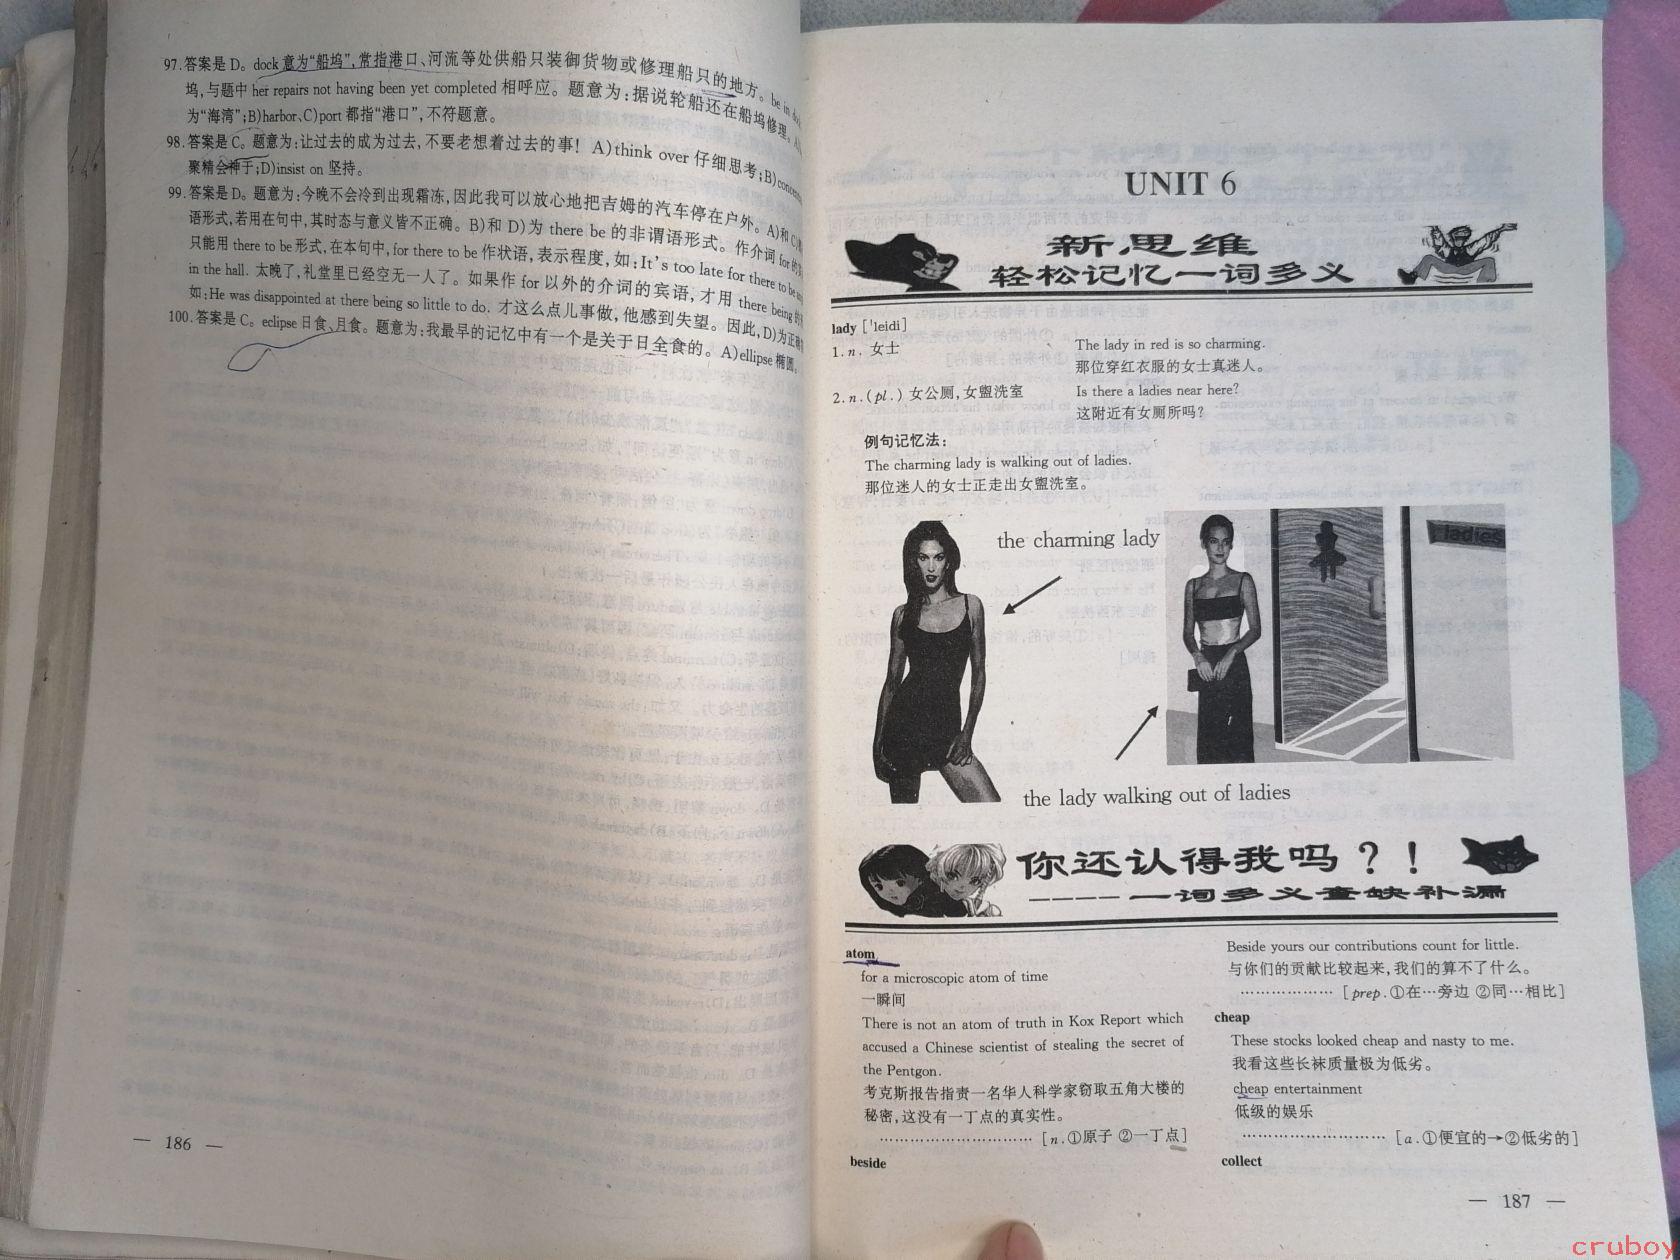 97.答案是 D。dock 意为“船坞”,常指港口、河流等处供船只装御货物或修理船只的地方。be in dock
坞,与题中 her repairs not having been yet completed 相呼应。题意为:据说轮船还在船坞修理。
为“海湾”;B)harbor、C)port 都指“港口”,不符题意。
98.答案是 C。题意为:让过去的成为过去,不要老想着过去的事! A)think over 仔细思考;B)
聚精会神于;D)insist on 坚持。
99.答案是 D。题意为:今晚不会冷到出现霜冻,因此我可以放心地把吉姆的汽车停在户外。A)和 C)
语形式,若用在句中,其时态与意义皆不正确。B)和 D)为 there be 的非谓语形式。作介词 for 的
只能用 there to be 形式,在本句中,for there to be 作状语,表示程度,如:It's too late for there to be
in the hall. 太晚了,礼堂里已经空无一人了。如果作 for 以外的介词的宾语,才用 there being 的
如:He was disappointed at there being so little to do. 才这么点儿事做,他感到失望。因此,D)为正确
100.答案是 C。eclipse 日食、月食。题意为:我最早的记忆中有一个是关于日全食的。A)ellipse 椭圆。
— 186 —
UNIT 6
新思维
轻松记忆一词多义
lady [ˈleidi]
1. n. 女士
The lady in red is so charming.
那位穿红衣服的女士真迷人。
2. n. (pl.) 女公厕,女盥洗室
Is there a ladies near here?
这附近有女厕所吗?
例句记忆法:
The charming lady is walking out of ladies.
那位迷人的女士正走出女盥洗室。
the charming lady
ladies
the lady walking out of ladies
你还认得我吗?!
----一词多义查缺补漏
atom
for a microscopic atom of time
一瞬间
There is not an atom of truth in Kox Report which
accused a Chinese scientist of stealing the secret of
the Pentgon.
考克斯报告指责一名华人科学家窃取五角大楼的
秘密,这没有一丁点的真实性。
………………………… [n.①原子 ②一丁点]
beside
Beside yours our contributions count for little.
与你们的贡献比较起来,我们的算不了什么。
……………… [prep.①在…旁边 ②同…相比]
cheap
These stocks looked cheap and nasty to me.
我看这些长袜质量极为低劣。
cheap entertainment
低级的娱乐
……………………… [a.①便宜的→②低劣的]
collect
— 187 —
cruboy